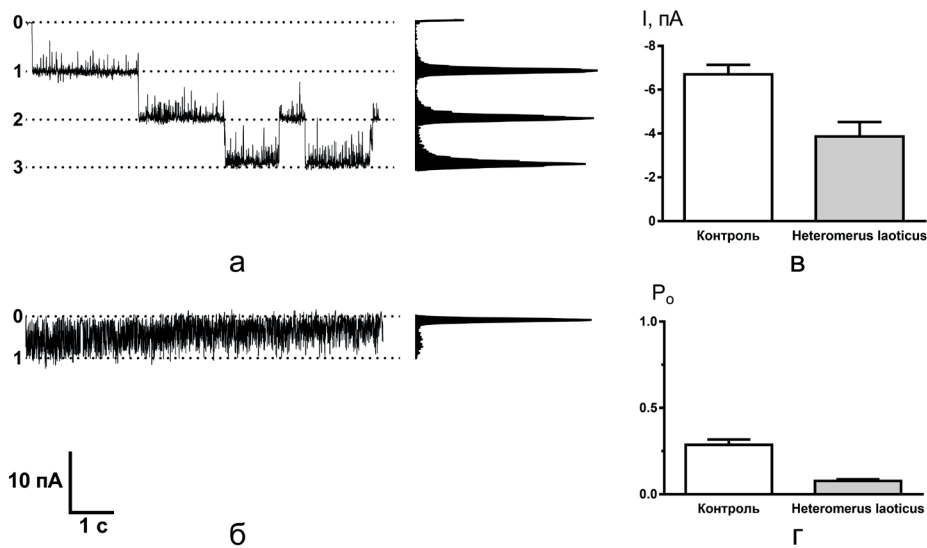 0
1
2
3
а
I, пА
-8
-6
-4
-2
0
Контроль
Heteromerus laoticus
в
0
1
10 пА
1 с
б
Po
1.0
0.5
0.0
Контроль
Heteromerus laoticus
г